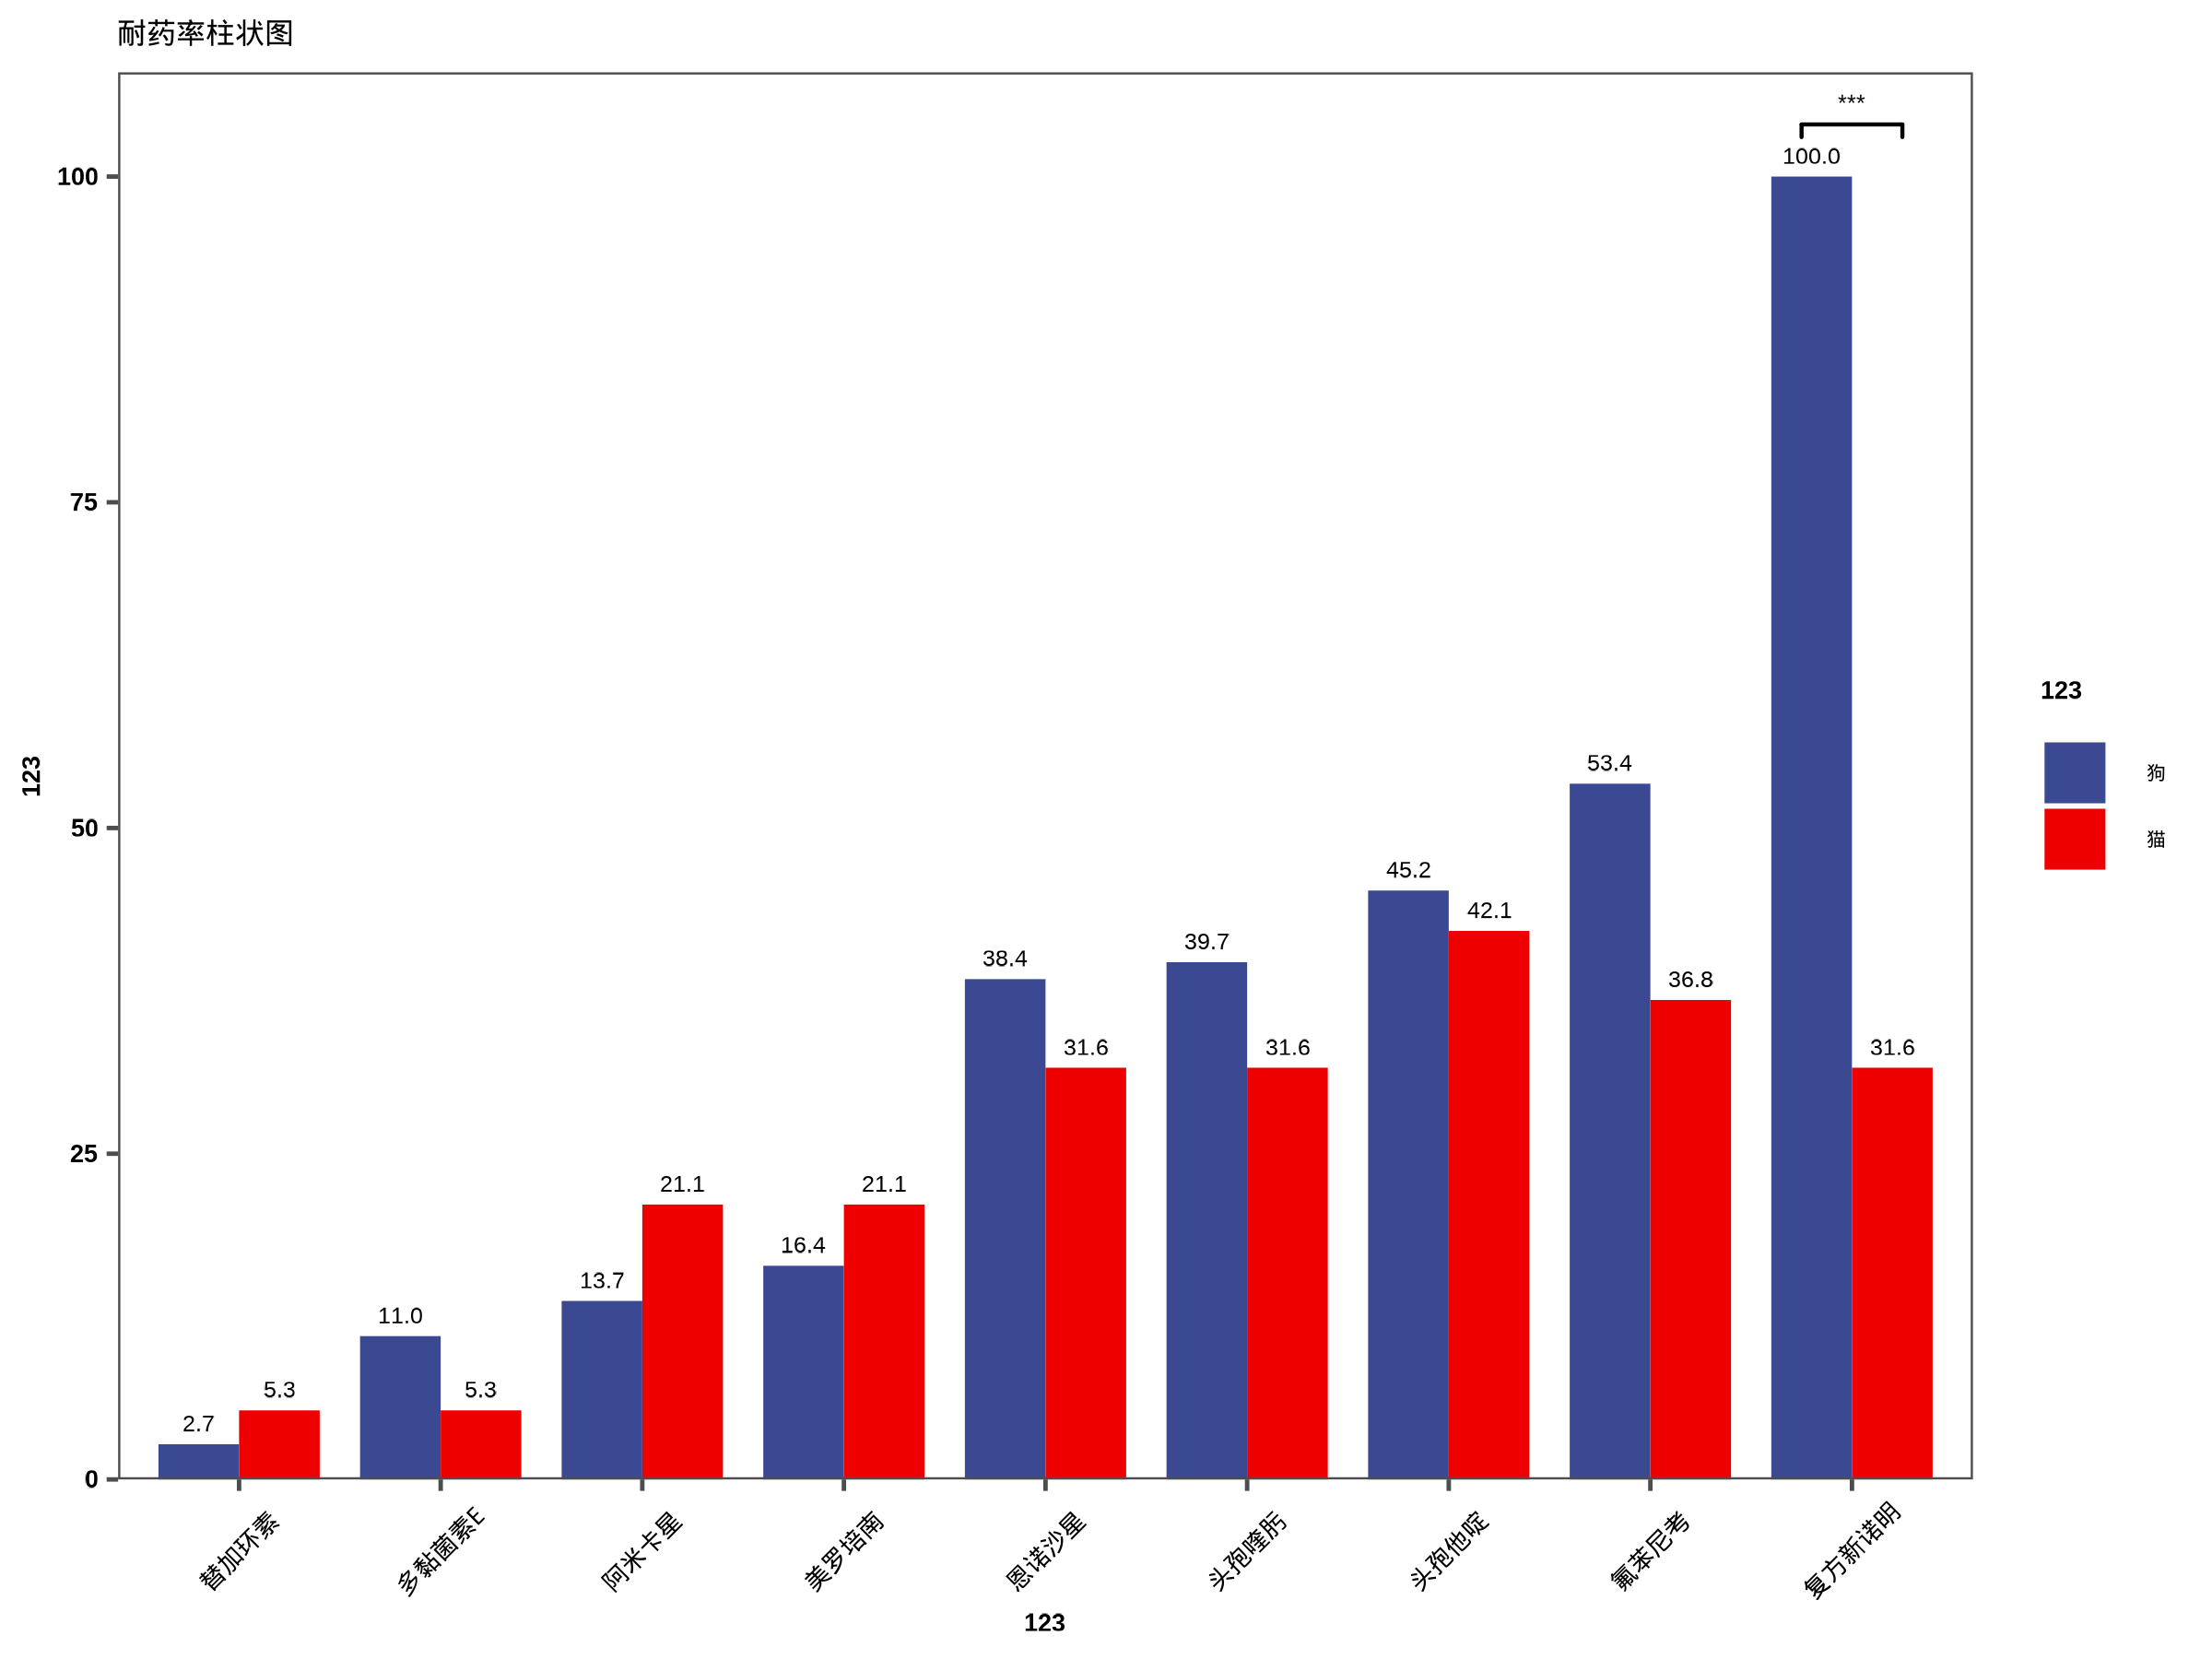 耐药率柱状图
***
100.0
100
75
50
25
0
123
2.7
5.3
11.0
5.3
13.7
21.1
16.4
21.1
38.4
31.6
39.7
31.6
45.2
42.1
53.4
36.8
31.6
123
狗
猫
替加环素
多黏菌素E
阿米卡星
美罗培南
恩诺沙星
头孢喹肟
头孢他啶
氟苯尼考
复方新诺明
123